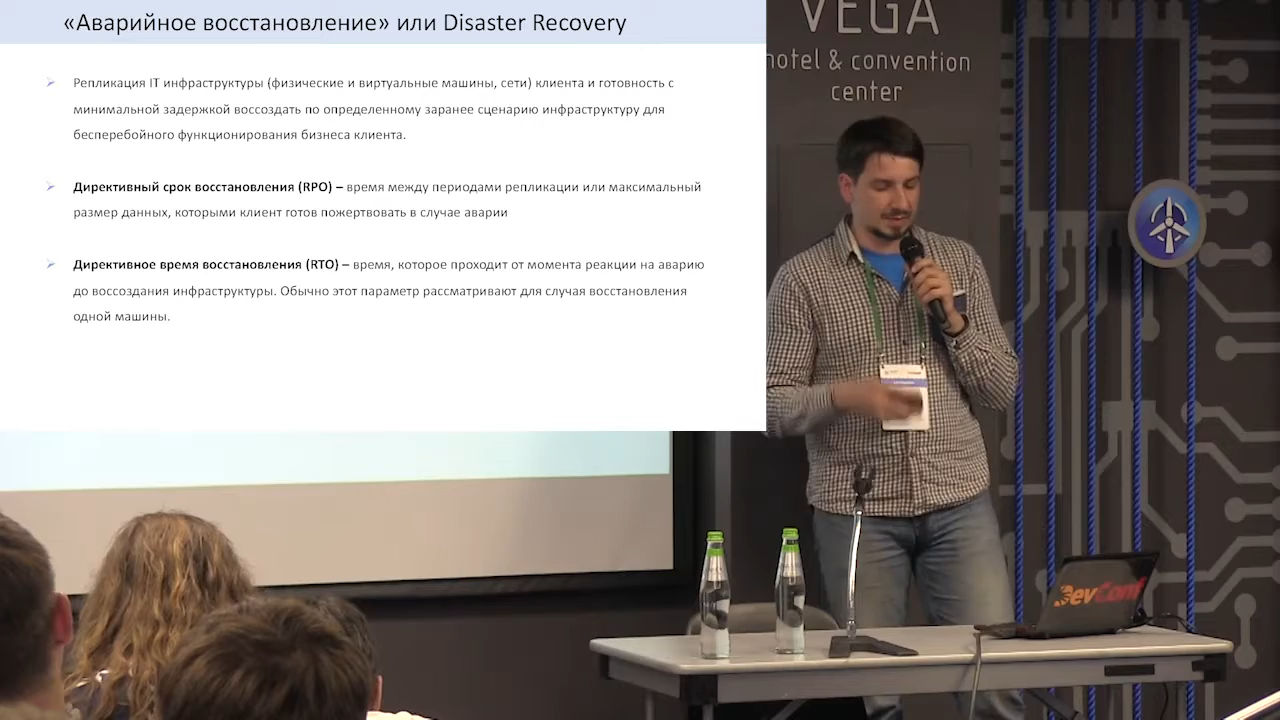 «Аварийное восстановление» или Disaster Recovery
Репликация IT инфраструктуры (физические и виртуальные машины, сети) клиента и готовность с
минимальной задержкой воссоздать по определенному заранее сценарию инфраструктуру для
бесперебойного функционирования бизнеса клиента.
Директивный срок восстановления (RPO) – время между периодами репликации или максимальный
размер данных, которыми клиент готов пожертвовать в случае аварии
Директивное время восстановления (RTO) – время, которое проходит от момента реакции на аварию
до воссоздания инфраструктуры. Обычно этот параметр рассматривают для случая восстановления
одной машины.
VEGA
hotel & convention
center
DevConf